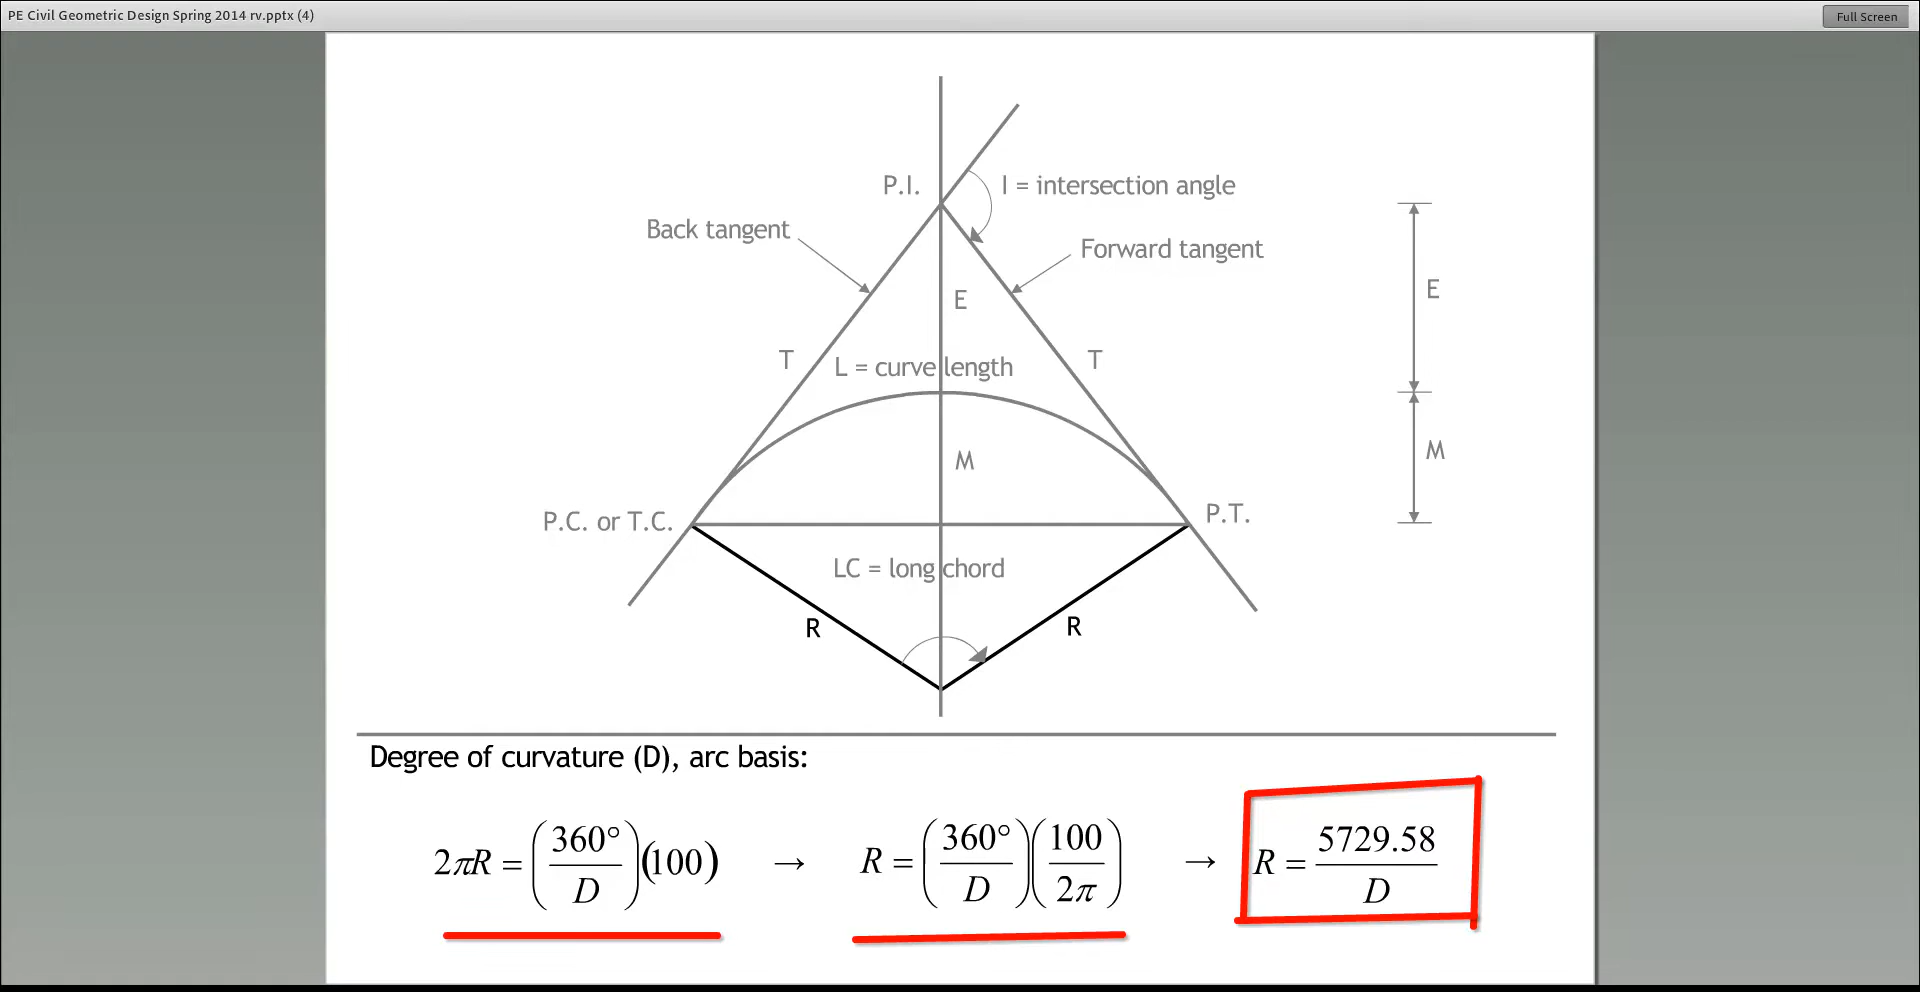 PE Civil Geometric Design Spring 2014 rv.pptx (4)
Full Screen
P.I.
I = intersection angle
Back tangent
Forward tangent
E
E
T
L = curve length
T
M
M
P.C. or T.C.
P.T.
LC = long chord
R
R
Degree of curvature (D), arc basis:
2πR = (360°/D)(100) → R = (360°/D)(100/2π) → R = 5729.58/D